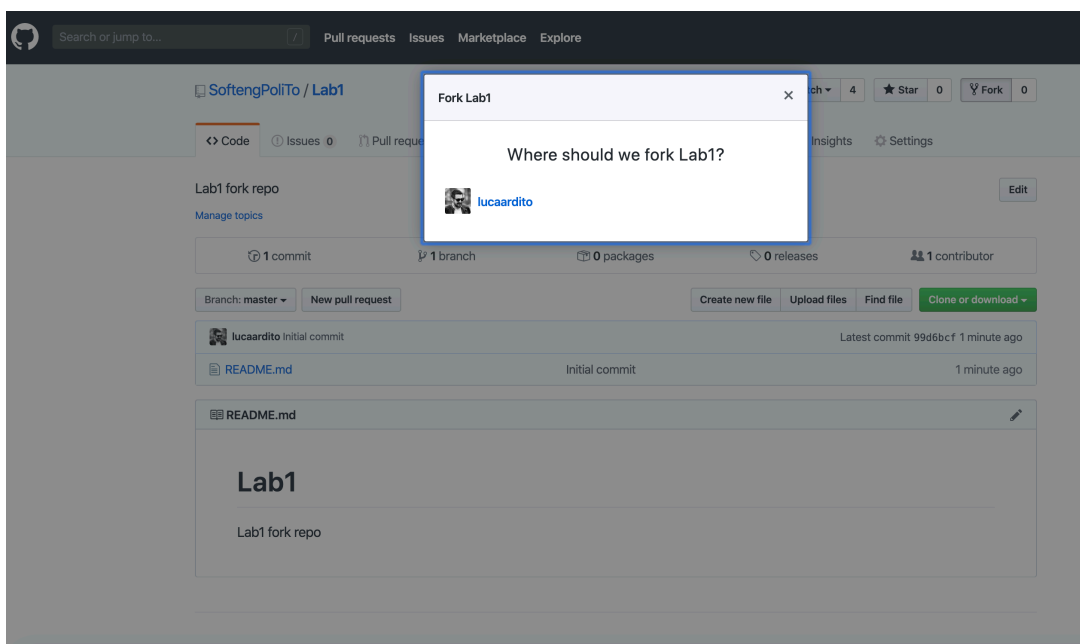 Search or jump to... / Pull requests Issues Marketplace Explore
SoftengPoliTo / Lab1
tch 4 Star 0 Fork 0
Fork Lab1 ×
Where should we fork Lab1?
lucaardito
Code Issues 0 Pull reque Insights Settings
Lab1 fork repo Edit
Manage topics
1 commit 1 branch 0 packages 0 releases 1 contributor
Branch: master New pull request Create new file Upload files Find file Clone or download
lucaardito Initial commit Latest commit 99d6bcf 1 minute ago
README.md Initial commit 1 minute ago
README.md
Lab1
Lab1 fork repo